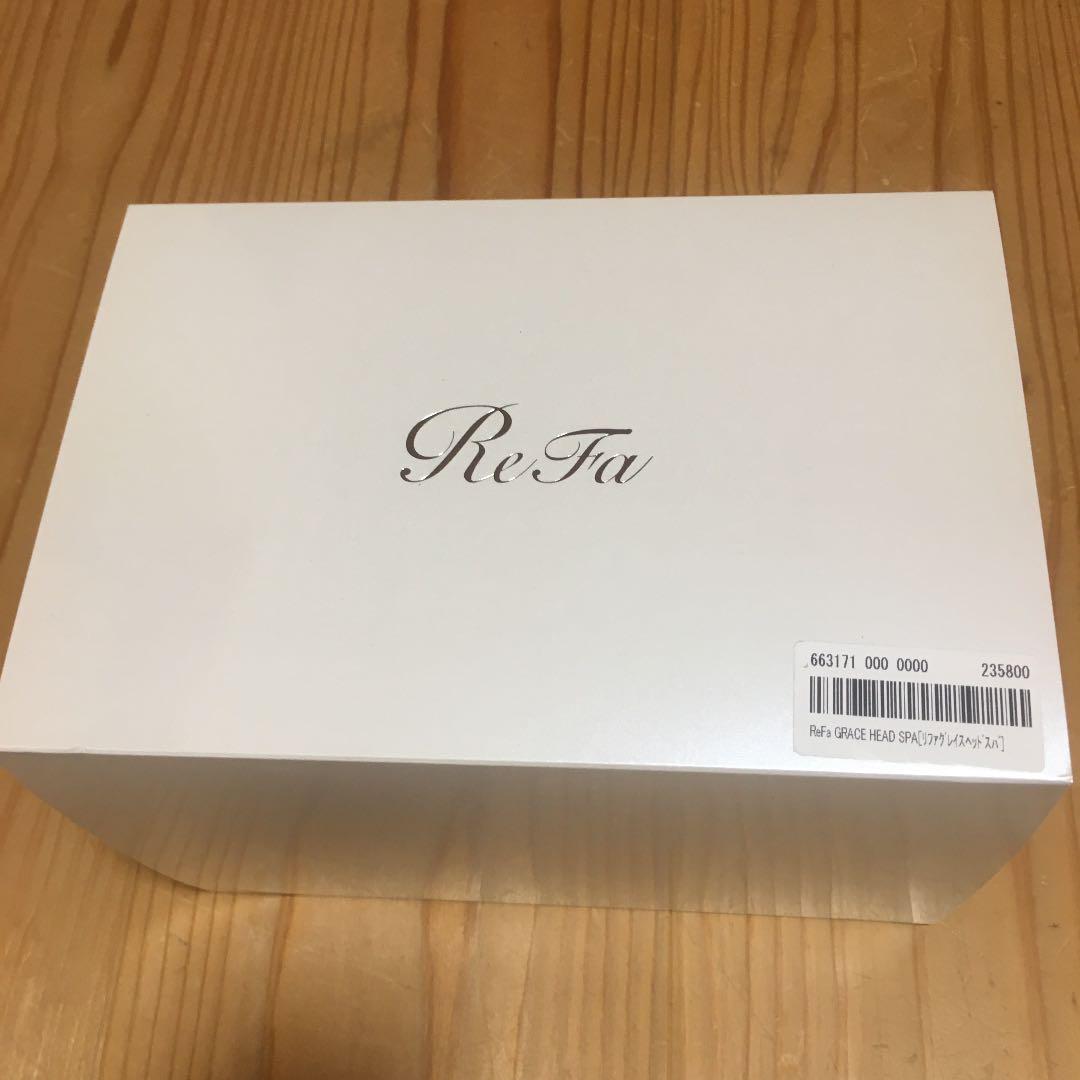 ReFa
663171 000 0000 235800
ReFa GRACE HEAD SPA[ﾘﾌｧｸﾞﾚｲｽﾍｯﾄﾞｽﾊﾟ]